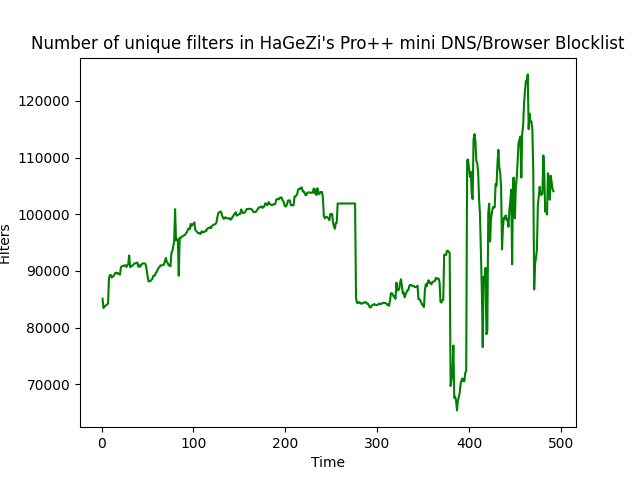 Number of unique filters in HaGeZi's Pro++ mini DNS/Browser Blocklist
120000
110000
100000
90000
80000
70000
Filters
0 100 200 300 400 500
Time